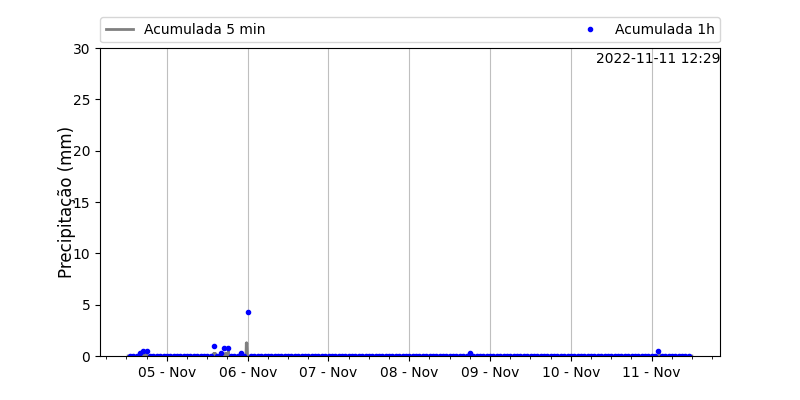 Acumulada 5 min
Acumulada 1h
2022-11-11 12:29
Precipitação (mm)
30
25
20
15
10
5
0
05 - Nov
06 - Nov
07 - Nov
08 - Nov
09 - Nov
10 - Nov
11 - Nov